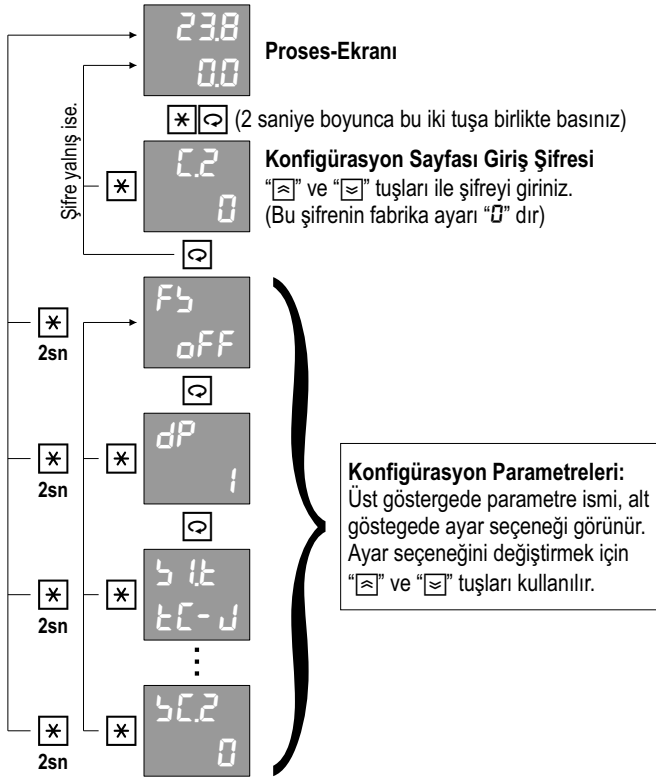 23.8
Proses-Ekranı
0.0
(2 saniye boyunca bu iki tuşa birlikte basınız)
Şifre yalnış ise.
C.2
0
Konfigürasyon Sayfası Giriş Şifresi
“ ” ve “ ” tuşları ile şifreyi giriniz.
(Bu şifrenin fabrika ayarı “0” dır)
FS
oFF
2sn
dP
1
2sn
S1.t
tC-J
2sn
SC.2
0
2sn
Konfigürasyon Parametreleri:
Üst göstergede parametre ismi, alt
göstegede ayar seçeneği görünür.
Ayar seçeneğini değiştirmek için
“ ” ve “ ” tuşları kullanılır.